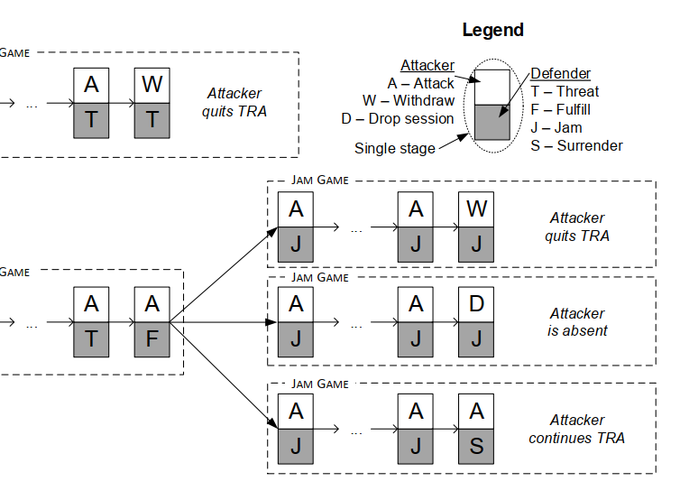 GAME
A
W
T
T
...
Attacker
quits TRA
Legend
Attacker
A – Attack
W – Withdraw
D – Drop session
Single stage
Defender
T – Threat
F – Fulfill
J – Jam
S – Surrender
JAM GAME
A
A
W
J
...
J
J
Attacker
quits TRA
GAME
A
A
T
F
...
JAM GAME
A
A
D
J
...
J
J
Attacker
is absent
JAM GAME
A
A
A
J
...
J
S
Attacker
continues TRA